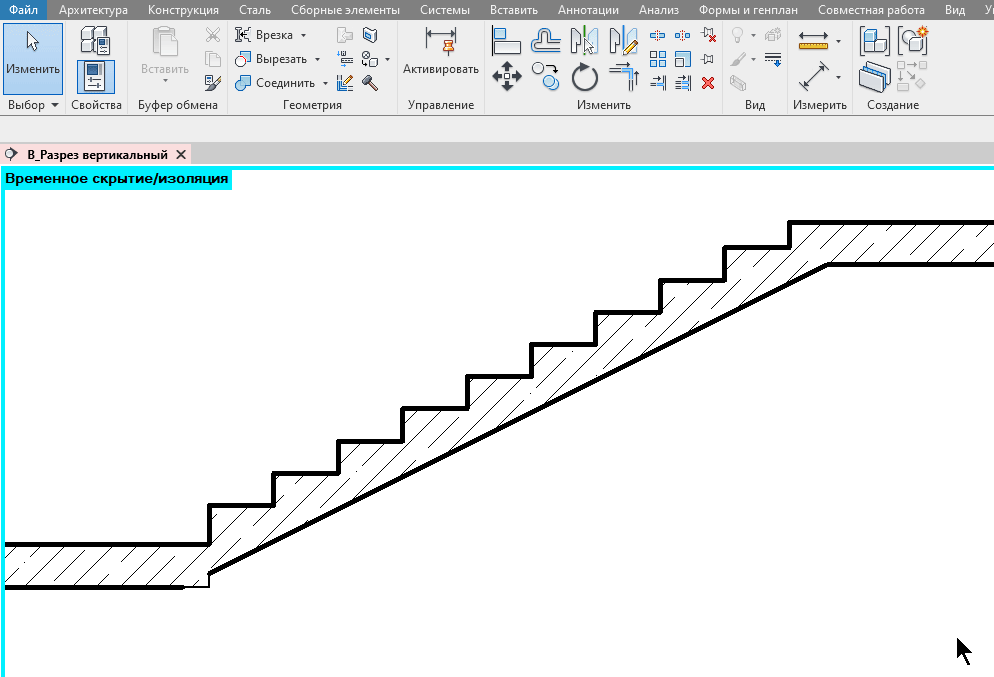 Файл Архитектура Конструкция Сталь Сборные элементы Системы Вставить Аннотации Анализ Формы и генплан Совместная работа Вид
Изменить
Вставить
Врезка
Вырезать
Соединить
Активировать
Выбор Свойства Буфер обмена Геометрия Управление Изменить Вид Измерить Создание
В_Разрез вертикальный
Временное скрытие/изоляция